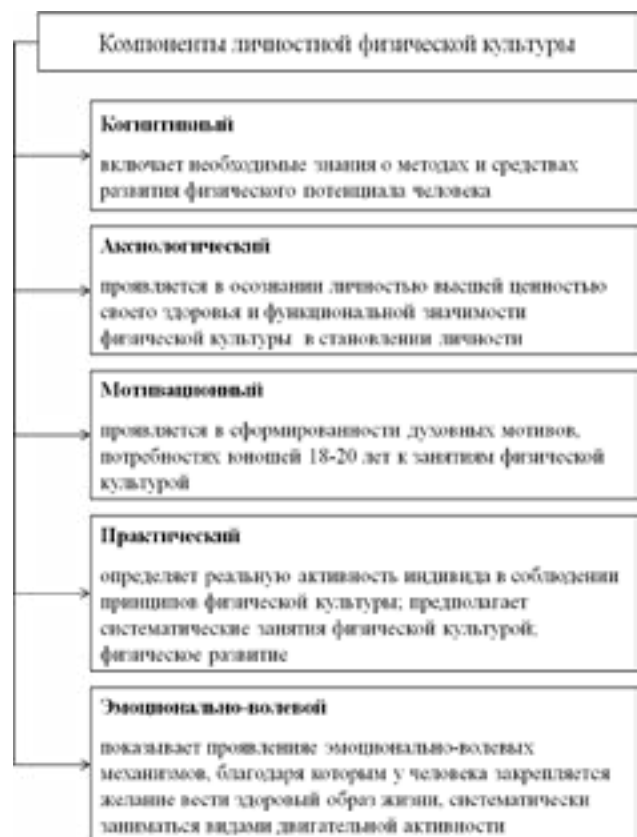 Компоненты личностной физической культуры
Когнитивный
включает необходимые знания о методах и средствах
развития физического потенциала человека
Аксиологический
проявляется в осознании личностью высшей ценностью
своего здоровья и функциональной значимости
физической культуры в становлении личности
Мотивационный
проявляется в сформированности духовных мотивов,
потребностях юношей 18-20 лет к занятиям физической
культурой
Практический
определяет реальную активность индивида в соблюдении
принципов физической культуры; предполагает
систематические занятия физической культурой;
физическое развитие
Эмоционально-волевой
показывает проявление эмоционально-волевых
механизмов, благодаря которым у человека закрепляется
желание вести здоровый образ жизни, систематически
заниматься видами двигательной активности